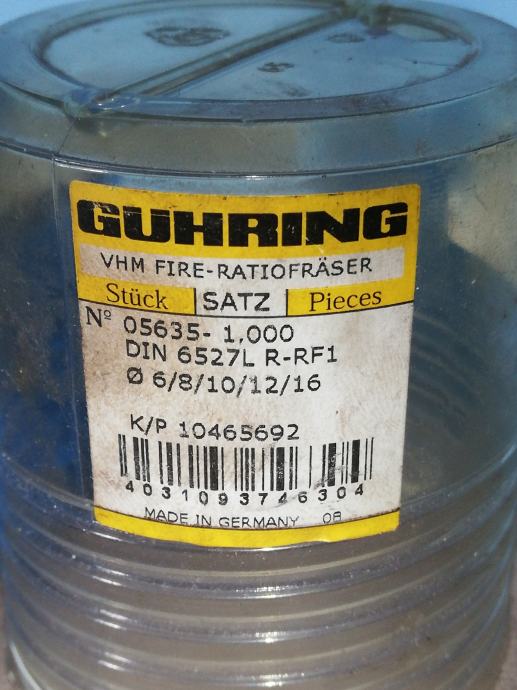 GÜHRING
VHM FIRE-RATIOFRÄSER
Stück SATZ Pieces
Nº 05635- 1,000
DIN 6527L R-RF1
Ø 6/8/10/12/16
K/P 10465692
4031093746304
MADE IN GERMANY 08